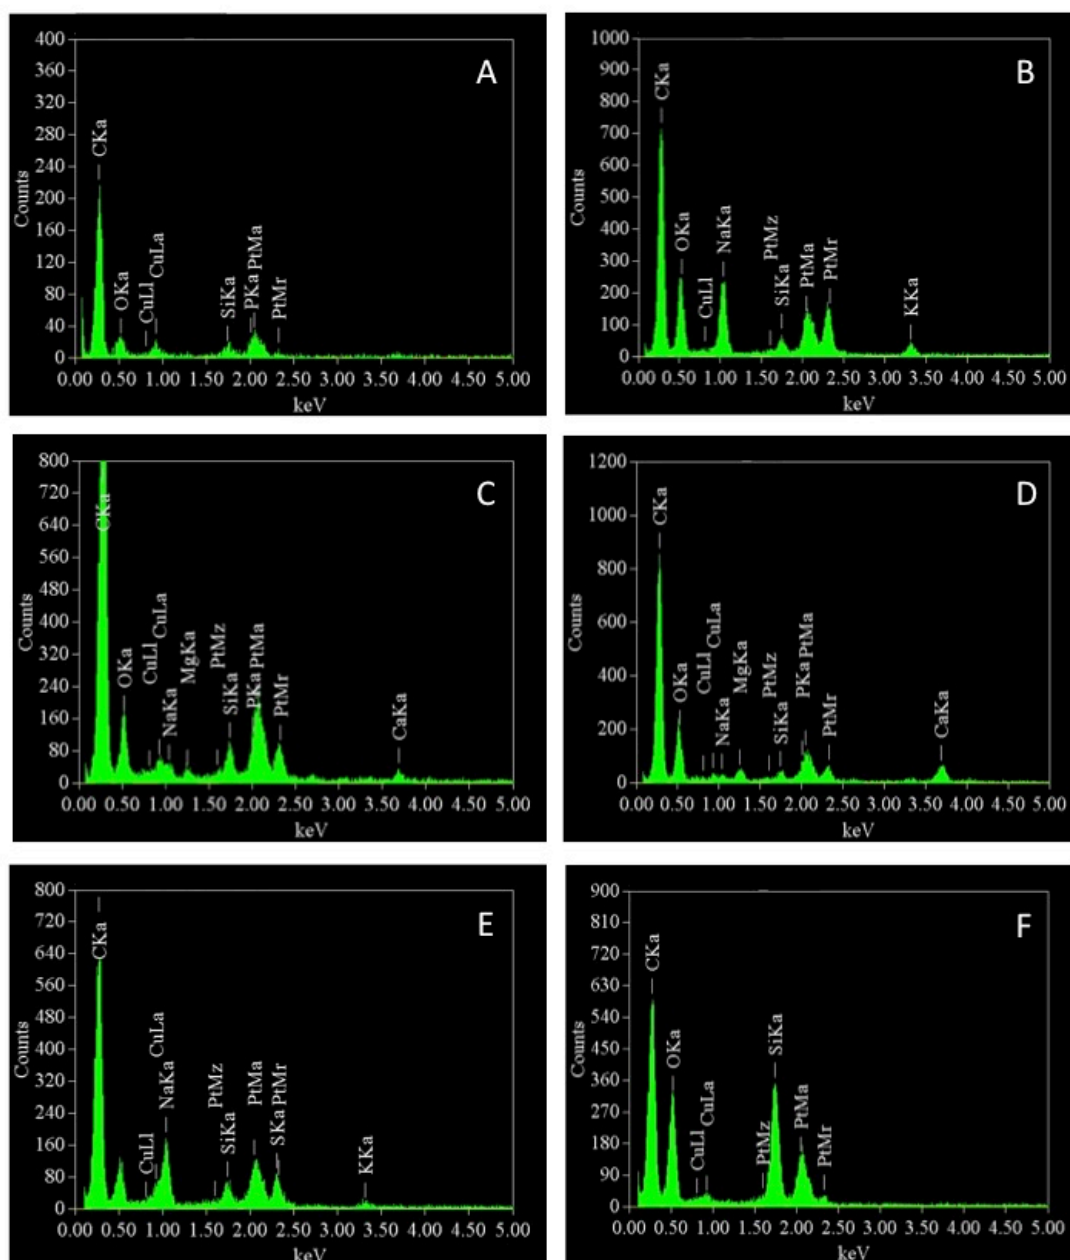 A
400
360
320
280
240
200
160
120
80
40
0
Counts
CKa
OKa
CuLl
CuLa
SiKa
PKa
PtMa
PtMr
0.00 0.50 1.00 1.50 2.00 2.50 3.00 3.50 4.00 4.50 5.00
keV
B
1000
900
800
700
600
500
400
300
200
100
0
Counts
CKa
OKa
CuLl
NaKa
PtMz
SiKa
PtMa
PtMr
KKa
0.00 0.50 1.00 1.50 2.00 2.50 3.00 3.50 4.00 4.50 5.00
keV
C
800
720
640
560
480
400
320
240
160
80
0
Counts
CKa
OKa
CuLl
CuLa
NaKa
MgKa
PtMz
SiKa
PKa
PtMa
PtMr
CaKa
0.00 0.50 1.00 1.50 2.00 2.50 3.00 3.50 4.00 4.50 5.00
keV
D
1200
1000
800
600
400
200
0
Counts
CKa
OKa
CuLl
CuLa
NaKa
MgKa
PtMz
SiKa
PKa
PtMa
PtMr
CaKa
0.00 0.50 1.00 1.50 2.00 2.50 3.00 3.50 4.00 4.50 5.00
keV
E
800
720
640
560
480
400
320
240
160
80
0
Counts
CKa
CuLl
CuLa
NaKa
PtMz
SiKa
PtMa
SKa
PtMr
KKa
0.00 0.50 1.00 1.50 2.00 2.50 3.00 3.50 4.00 4.50 5.00
keV
F
900
810
720
630
540
450
360
270
180
90
0
Counts
CKa
OKa
CuLl
CuLa
PtMz
SiKa
PtMa
PtMr
0.00 0.50 1.00 1.50 2.00 2.50 3.00 3.50 4.00 4.50 5.00
keV